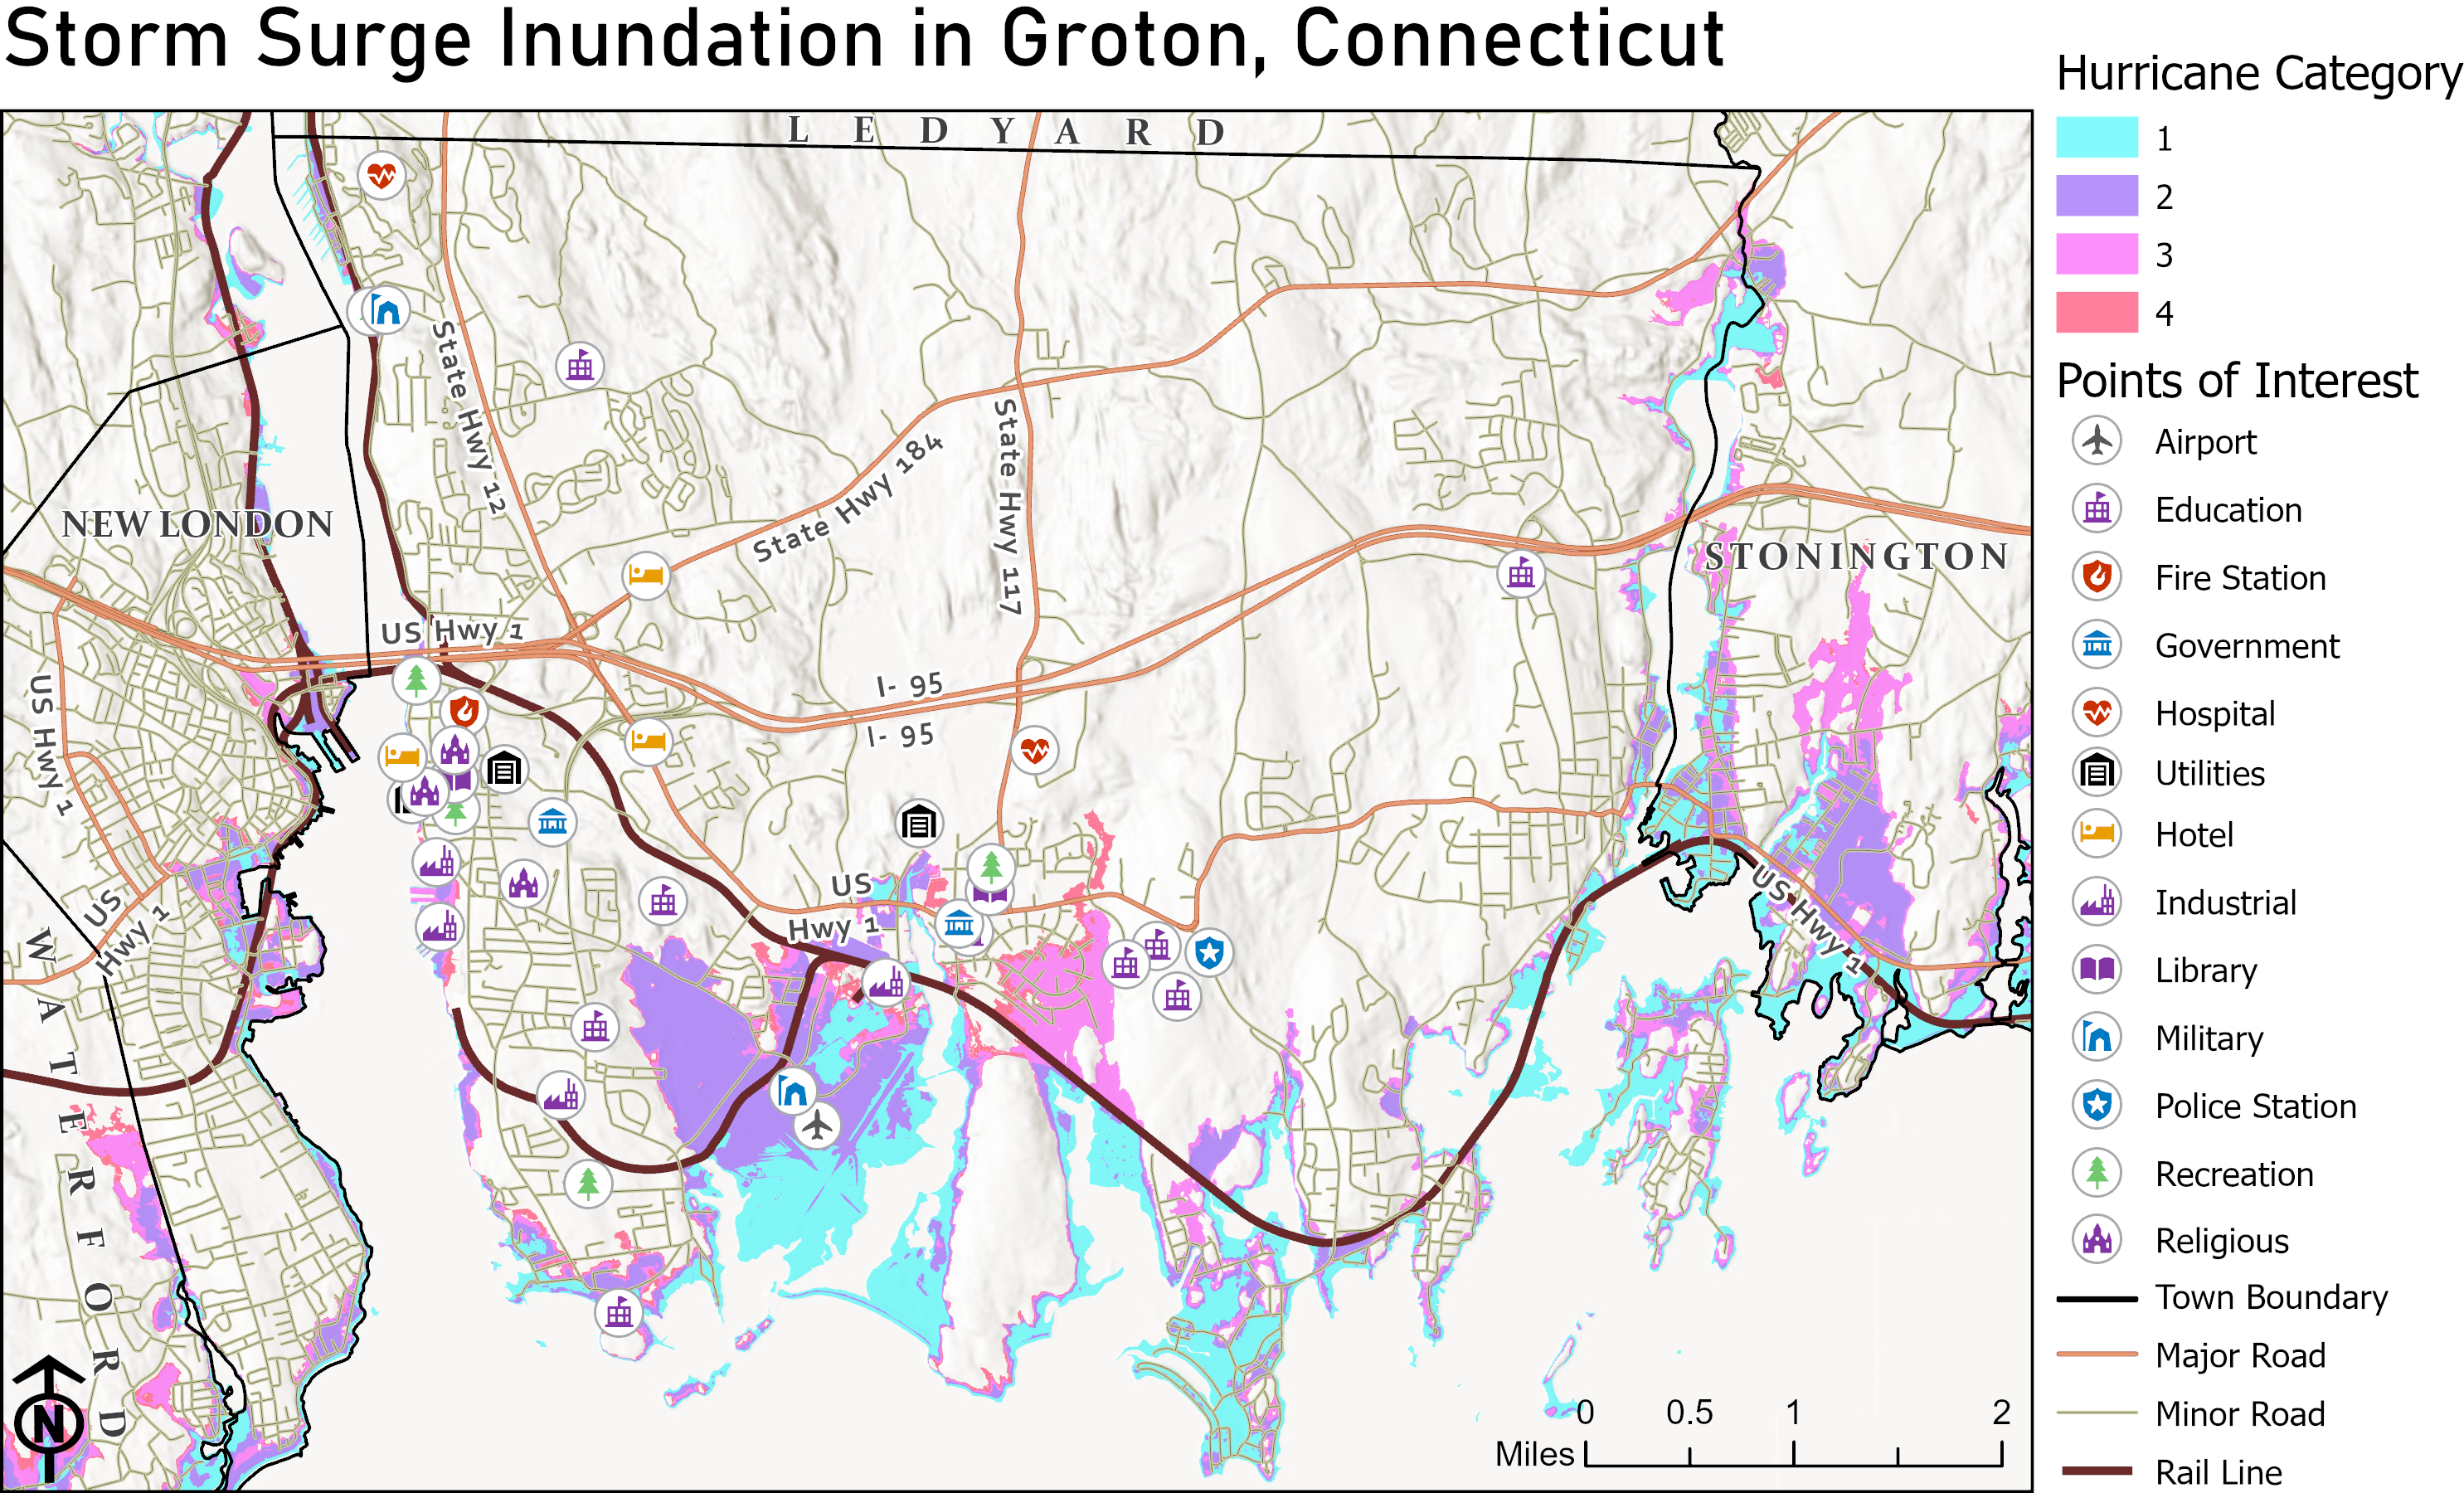 Storm Surge Inundation in Groton, Connecticut
LEDYARD
NEW LONDON
STONINGTON
WATERFORD
State Hwy 12
State Hwy 184
State Hwy 117
US Hwy 1
I- 95
I- 95
US Hwy 1
US
Hwy 1
US
Hwy 1
US Hwy 1
N
0 0.5 1 2
Miles
Hurricane Category
1
2
3
4
Points of Interest
Airport
Education
Fire Station
Government
Hospital
Utilities
Hotel
Industrial
Library
Military
Police Station
Recreation
Religious
Town Boundary
Major Road
Minor Road
Rail Line